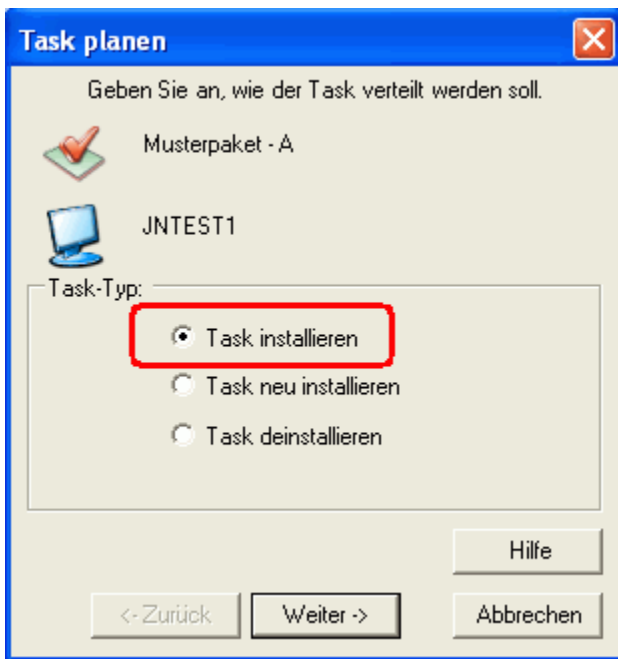 Task planen
Geben Sie an, wie der Task verteilt werden soll.
Musterpaket - A
JNTEST1
Task-Typ:
Task installieren
Task neu installieren
Task deinstallieren
Hilfe
<- Zurück
Weiter ->
Abbrechen